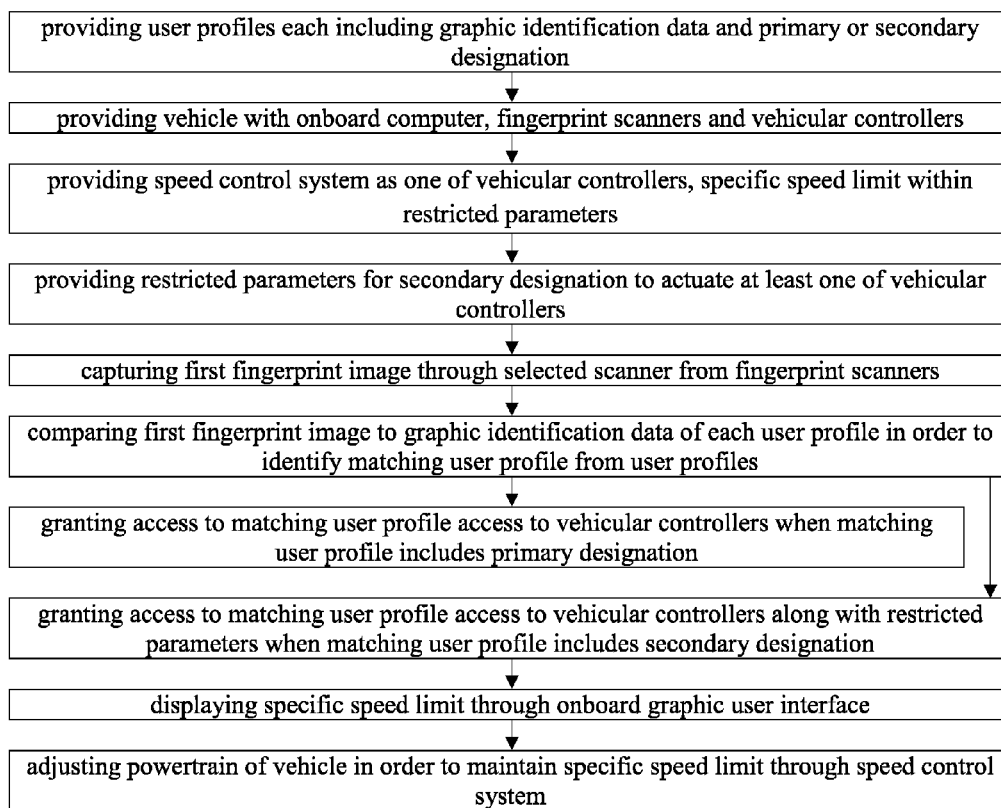 providing user profiles each including graphic identification data and primary or secondary
designation
providing vehicle with onboard computer, fingerprint scanners and vehicular controllers
providing speed control system as one of vehicular controllers, specific speed limit within
restricted parameters
providing restricted parameters for secondary designation to actuate at least one of vehicular
controllers
capturing first fingerprint image through selected scanner from fingerprint scanners
comparing first fingerprint image to graphic identification data of each user profile in order to
identify matching user profile from user profiles
granting access to matching user profile access to vehicular controllers when matching
user profile includes primary designation
granting access to matching user profile access to vehicular controllers along with restricted
parameters when matching user profile includes secondary designation
displaying specific speed limit through onboard graphic user interface
adjusting powertrain of vehicle in order to maintain specific speed limit through speed control
system